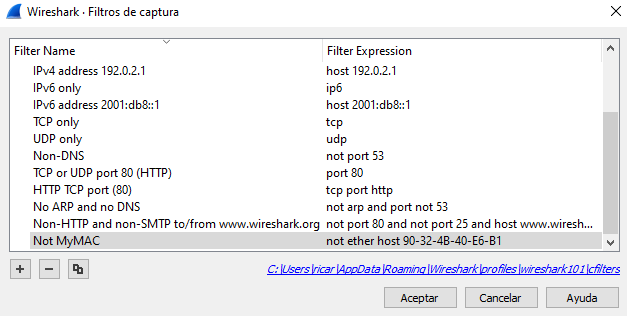 Wireshark · Filtros de captura
Filter Name Filter Expression
IPv4 address 192.0.2.1 host 192.0.2.1
IPv6 only ip6
IPv6 address 2001:db8::1 host 2001:db8::1
TCP only tcp
UDP only udp
Non-DNS not port 53
TCP or UDP port 80 (HTTP) port 80
HTTP TCP port (80) tcp port http
No ARP and no DNS not arp and port not 53
Non-HTTP and non-SMTP to/from www.wireshark.org not port 80 and not port 25 and host www.wiresh...
Not MyMAC not ether host 90-32-4B-40-E6-B1
C:\Users\ricar\AppData\Roaming\Wireshark\profiles\wireshark101\cfilters
Aceptar Cancelar Ayuda